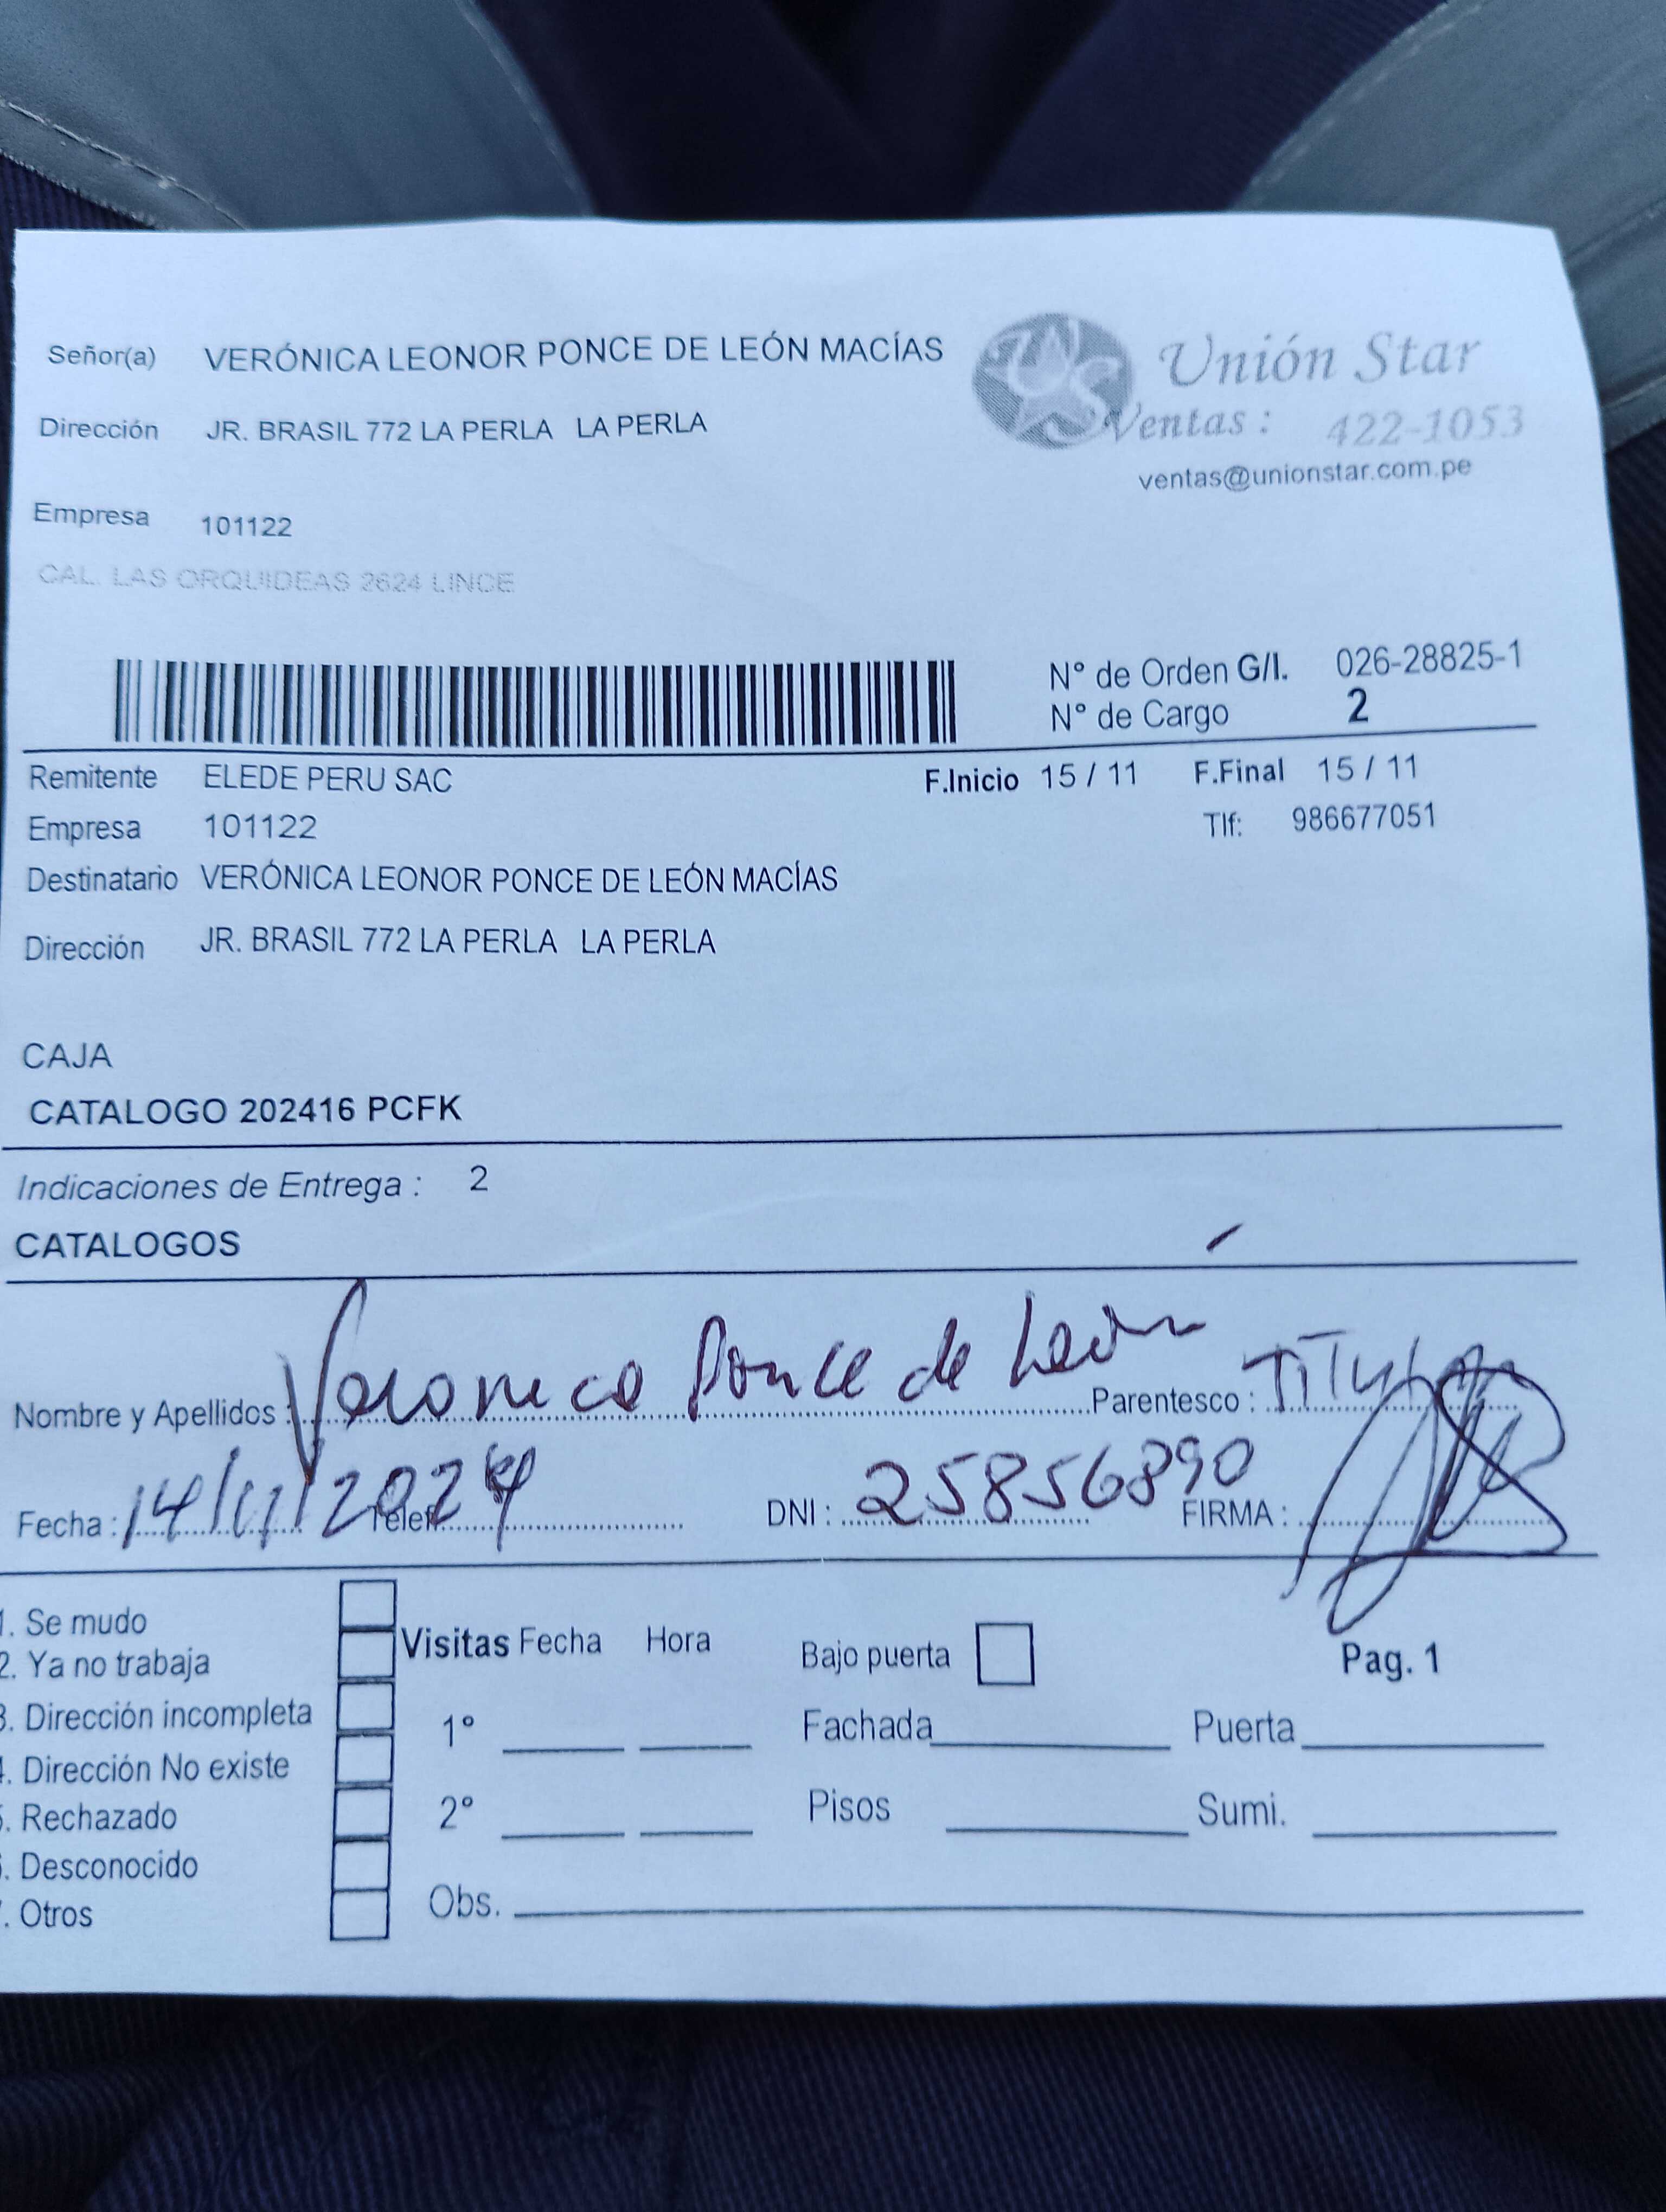 Señor(a) VERÓNICA LEONOR PONCE DE LEÓN MACÍAS
Unión Star
Dirección JR. BRASIL 772 LA PERLA LA PERLA
Ventas : 422-1053
ventas@unionstar.com.pe
Empresa 101122
CAL. LAS ORQUIDEAS 2624 LINCE
N° de Orden G/I. 026-28825-1
N° de Cargo 2
Remitente ELEDE PERU SAC F.Inicio 15 / 11 F.Final 15 / 11
Empresa 101122 Tlf: 986677051
Destinatario VERÓNICA LEONOR PONCE DE LEÓN MACÍAS
Dirección JR. BRASIL 772 LA PERLA LA PERLA
CAJA
CATALOGO 202416 PCFK
Indicaciones de Entrega : 2
CATALOGOS
Nombre y Apellidos : Veronica Ponce de León Parentesco : Titular
Fecha : 14/11/2024 Telef. DNI : 25856890 FIRMA :
1. Se mudo
2. Ya no trabaja
3. Dirección incompleta
4. Dirección No existe
5. Rechazado
6. Desconocido
7. Otros
Visitas Fecha Hora Bajo puerta Pag. 1
1° Fachada Puerta
2° Pisos Sumi.
Obs.